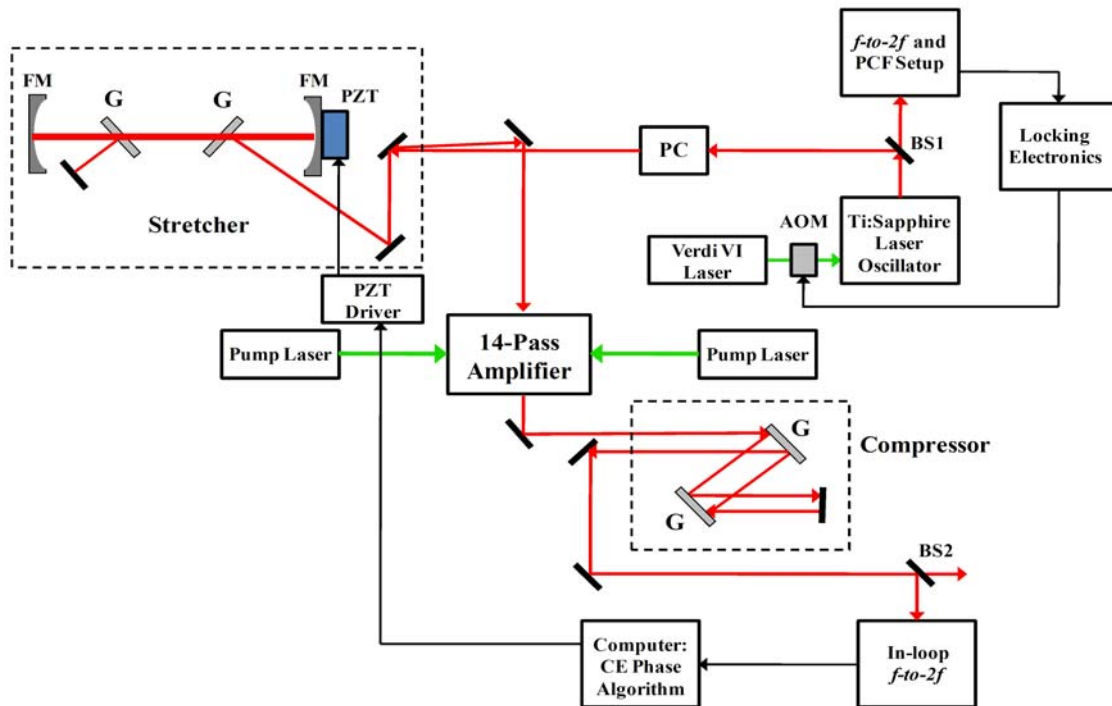 FM
G
G
FM
PZT
Stretcher
f-to-2f and
PCF Setup
PC
BS1
Locking
Electronics
AOM
Verdi VI
Laser
Ti:Sapphire
Laser
Oscillator
PZT
Driver
Pump Laser
14-Pass
Amplifier
Pump Laser
G
G
Compressor
BS2
Computer:
CE Phase
Algorithm
In-loop
f-to-2f